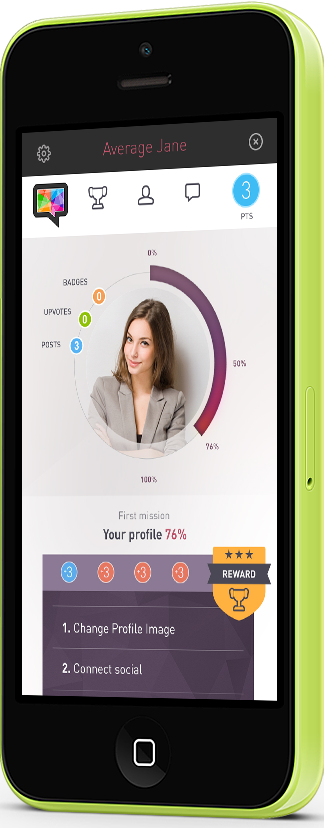 Average Jane
3
PTS
0%
BADGES
0
UPVOTES
0
POSTS
3
50%
76%
100%
First mission
Your profile 76%
+3
+3
+3
+3
REWARD
1. Change Profile Image
2. Connect social